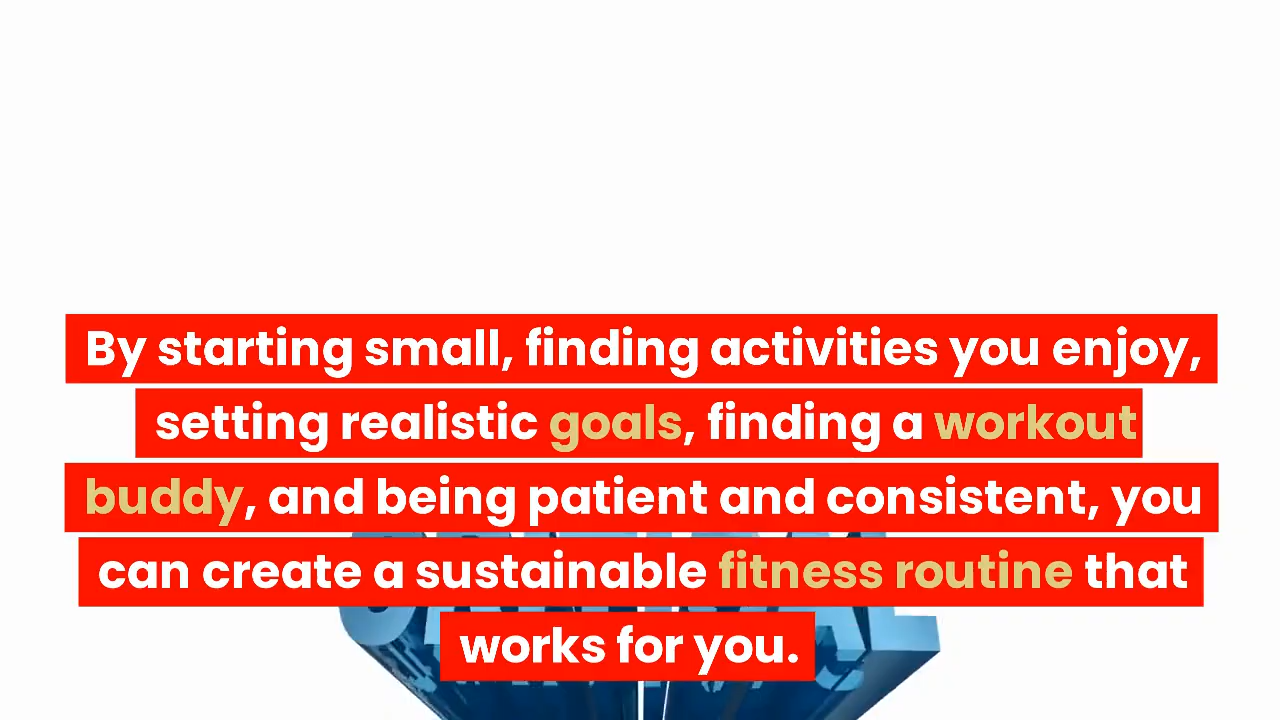 By starting small, finding activities you enjoy,
setting realistic goals, finding a workout
buddy, and being patient and consistent, you
can create a sustainable fitness routine that
works for you.